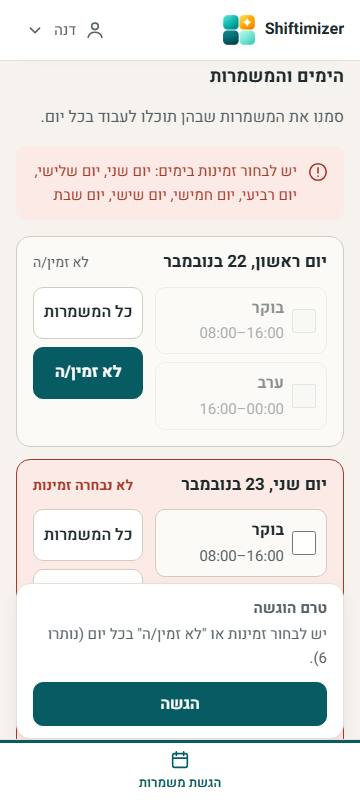 Shiftimizer
דנה
הימים והמשמרות
סמנו את המשמרות שבהן תוכלו לעבוד בכל יום.
יש לבחור זמינות בימים: יום שני, יום שלישי,
יום רביעי, יום חמישי, יום שישי, יום שבת
יום ראשון, 22 בנובמבר
לא זמין/ה
בוקר
08:00–16:00
ערב
16:00–00:00
כל המשמרות
לא זמין/ה
יום שני, 23 בנובמבר
לא נבחרה זמינות
בוקר
08:00–16:00
כל המשמרות
טרם הוגשה
יש לבחור זמינות או "לא זמין/ה" בכל יום (נותרו
6).
הגשה
הגשת משמרות